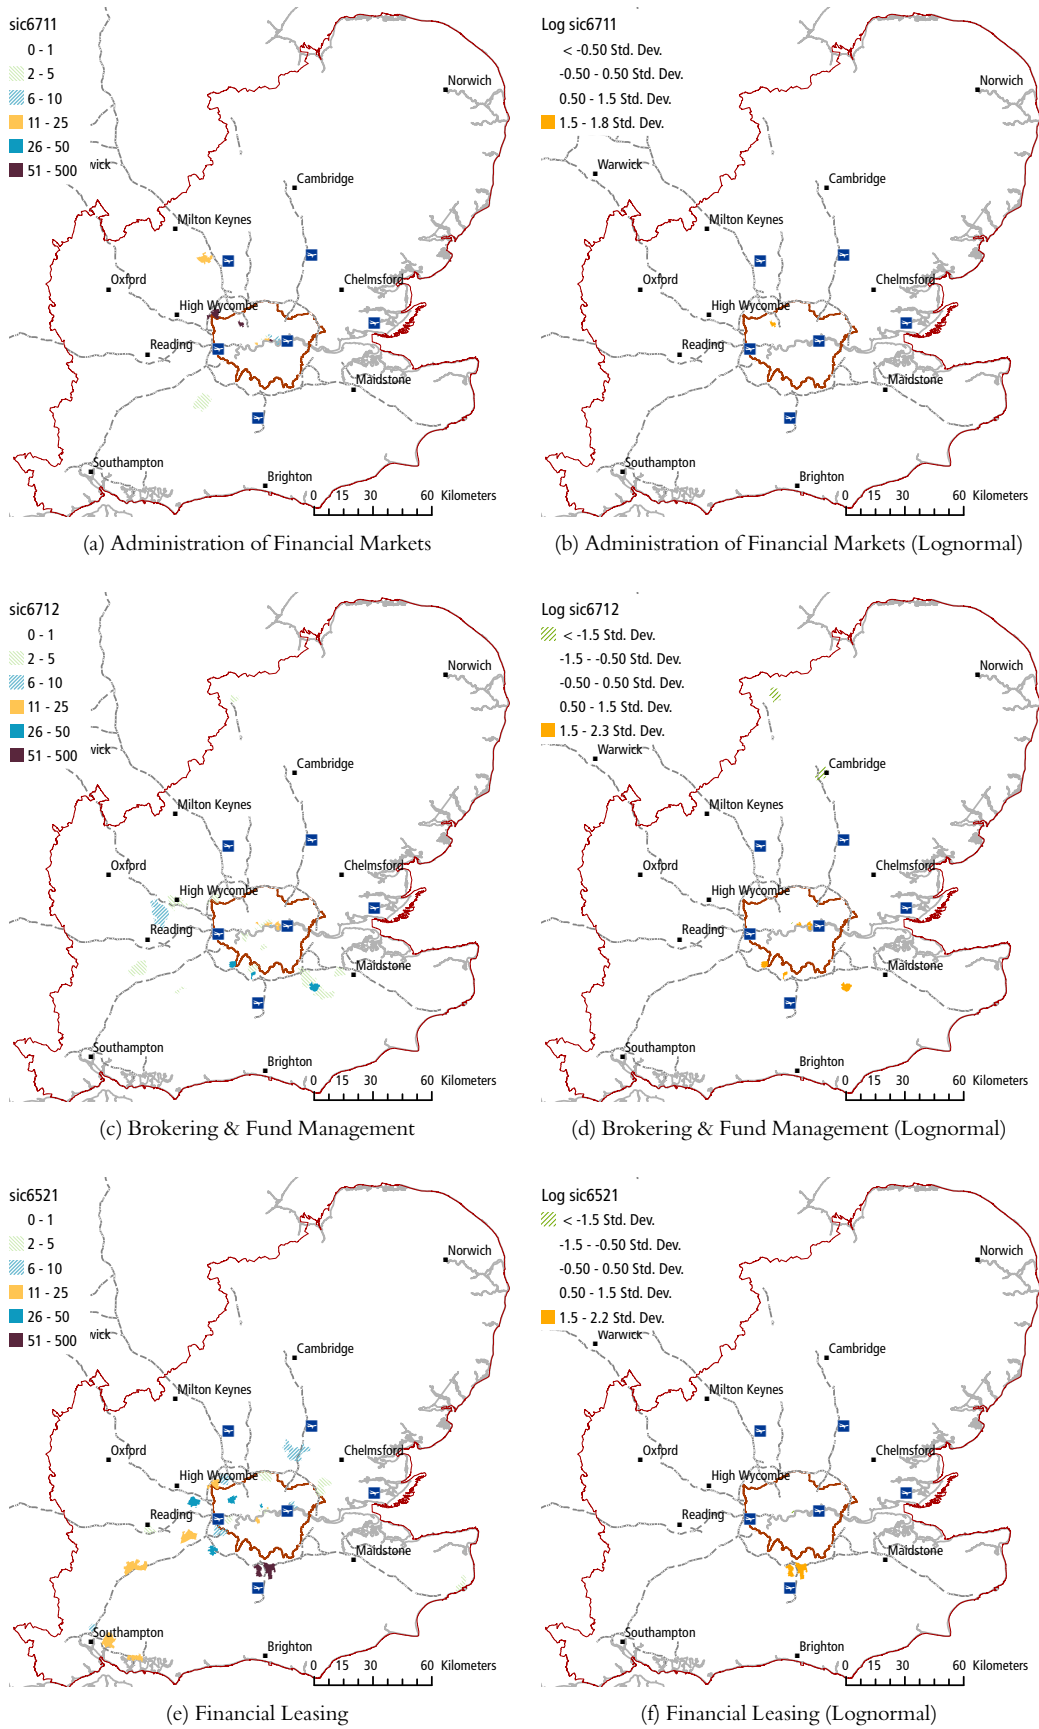 sic6711
0 - 1
2 - 5
6 - 10
11 - 25
26 - 50
51 - 500
wick
Norwich
Cambridge
Milton Keynes
Oxford
High Wycombe
Chelmsford
Reading
Maidstone
Southampton
Brighton
0 15 30 60 Kilometers
(a) Administration of Financial Markets
Log sic6711
< -0.50 Std. Dev.
-0.50 - 0.50 Std. Dev.
0.50 - 1.5 Std. Dev.
1.5 - 1.8 Std. Dev.
Warwick
Norwich
Cambridge
Milton Keynes
Oxford
High Wycombe
Chelmsford
Reading
Maidstone
Southampton
Brighton
0 15 30 60 Kilometers
(b) Administration of Financial Markets (Lognormal)
sic6712
0 - 1
2 - 5
6 - 10
11 - 25
26 - 50
51 - 500
wick
Norwich
Cambridge
Milton Keynes
Oxford
High Wycombe
Chelmsford
Reading
Maidstone
Southampton
Brighton
0 15 30 60 Kilometers
(c) Brokering & Fund Management
Log sic6712
< -1.5 Std. Dev.
-1.5 - -0.50 Std. Dev.
-0.50 - 0.50 Std. Dev.
0.50 - 1.5 Std. Dev.
1.5 - 2.3 Std. Dev.
Warwick
Norwich
Cambridge
Milton Keynes
Oxford
High Wycombe
Chelmsford
Reading
Maidstone
Southampton
Brighton
0 15 30 60 Kilometers
(d) Brokering & Fund Management (Lognormal)
sic6521
0 - 1
2 - 5
6 - 10
11 - 25
26 - 50
51 - 500
wick
Norwich
Cambridge
Milton Keynes
Oxford
High Wycombe
Chelmsford
Reading
Maidstone
Southampton
Brighton
0 15 30 60 Kilometers
(e) Financial Leasing
Log sic6521
< -1.5 Std. Dev.
-1.5 - -0.50 Std. Dev.
-0.50 - 0.50 Std. Dev.
0.50 - 1.5 Std. Dev.
1.5 - 2.2 Std. Dev.
Warwick
Norwich
Cambridge
Milton Keynes
Oxford
High Wycombe
Chelmsford
Reading
Maidstone
Southampton
Brighton
0 15 30 60 Kilometers
(f) Financial Leasing (Lognormal)